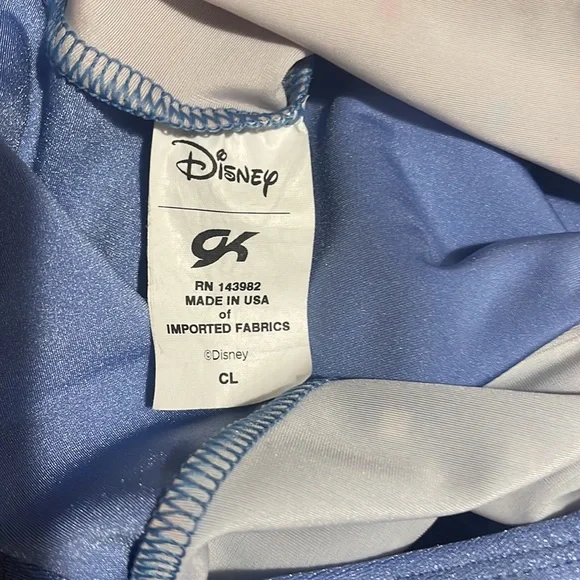 Disney
GK
RN 143982
MADE IN USA
of
IMPORTED FABRICS
©Disney
CL